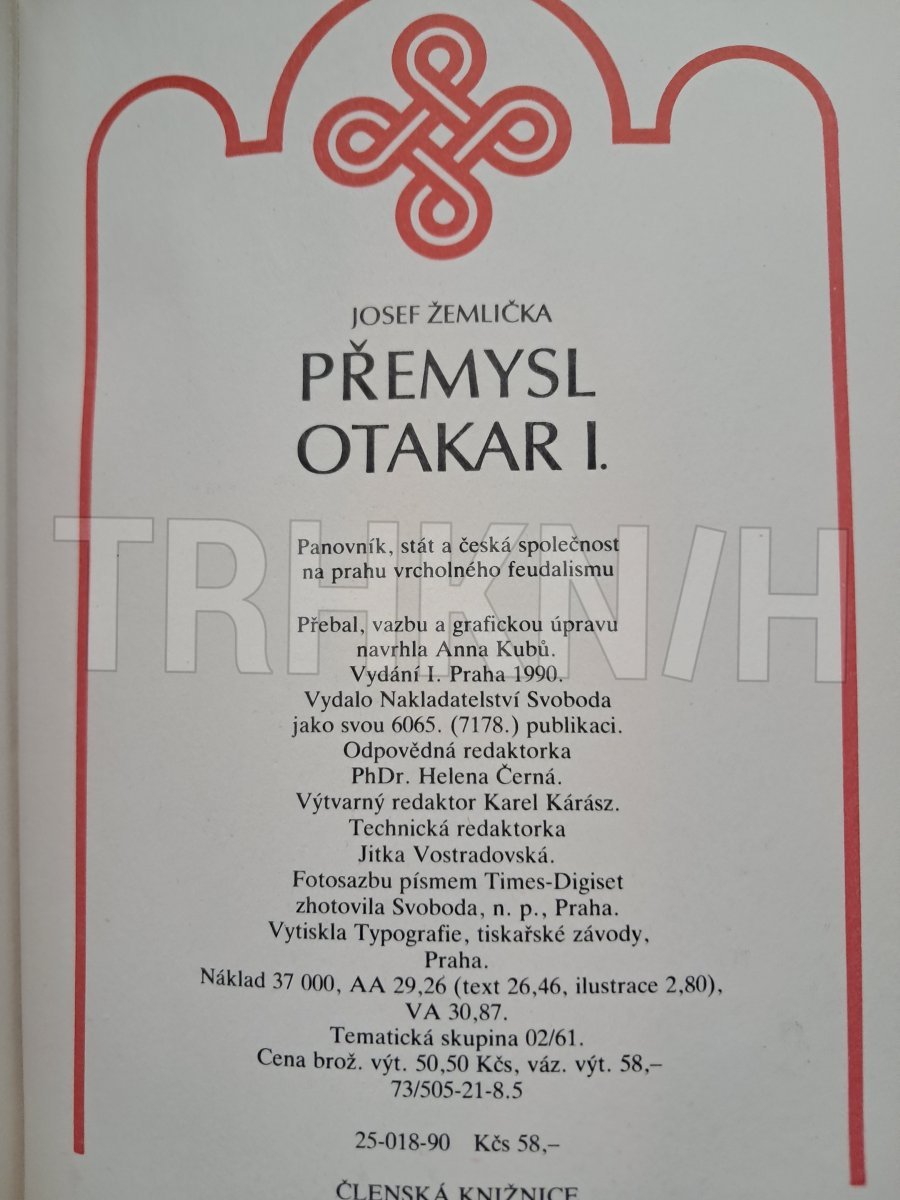 JOSEF ŽEMLIČKA
PŘEMYSL
OTAKAR I.
TRHKN/H
Panovník, stát a česká společnost
na prahu vrcholného feudalismu
Přebal, vazbu a grafickou úpravu
navrhla Anna Kubů.
Vydání I. Praha 1990.
Vydalo Nakladatelství Svoboda
jako svou 6065. (7178.) publikaci.
Odpovědná redaktorka
PhDr. Helena Černá.
Výtvarný redaktor Karel Kárász.
Technická redaktorka
Jitka Vostradovská.
Fotosazbu písmem Times-Digiset
zhotovila Svoboda, n. p., Praha.
Vytiskla Typografie, tiskařské závody,
Praha.
Náklad 37 000, AA 29,26 (text 26,46, ilustrace 2,80),
VA 30,87.
Tematická skupina 02/61.
Cena brož. výt. 50,50 Kčs, váz. výt. 58,–
73/505-21-8.5
25-018-90 Kčs 58,–
ČLENSKÁ KNIŽNICE